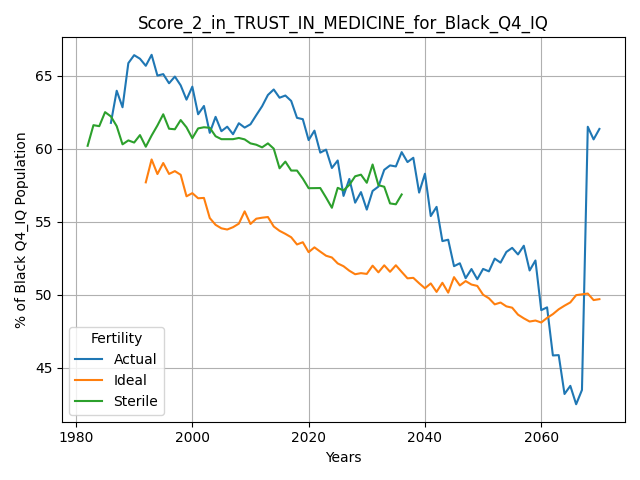 Score_2_in_TRUST_IN_MEDICINE_for_Black_Q4_IQ
% of Black Q4_IQ Population
65
60
55
50
45
Fertility
Actual
Ideal
Sterile
1980 2000 2020 2040 2060
Years